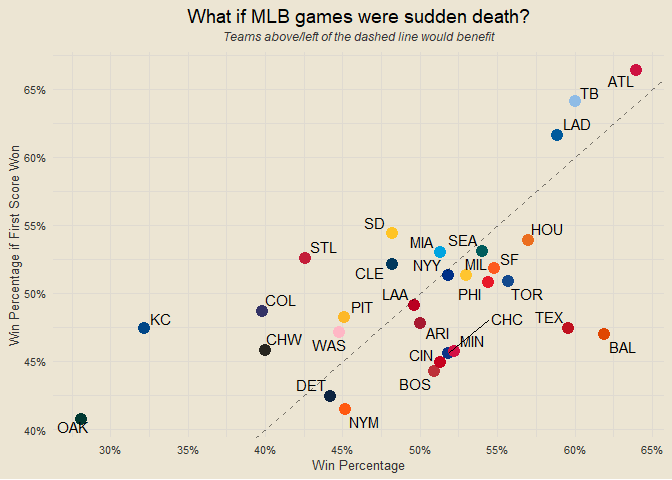 What if MLB games were sudden death?
Teams above/left of the dashed line would benefit
Win Percentage if First Score Won
65%
60%
55%
50%
45%
40%
ATL
TB
LAD
HOU
SD
MIA
SEA
STL
SF
CLE
NYY
MIL
LAA
PHI
TOR
COL
PIT
KC
CHC
TEX
WAS
ARI
CHW
MIN
BAL
CIN
BOS
DET
NYM
OAK
30%
35%
40%
45%
50%
55%
60%
65%
Win Percentage